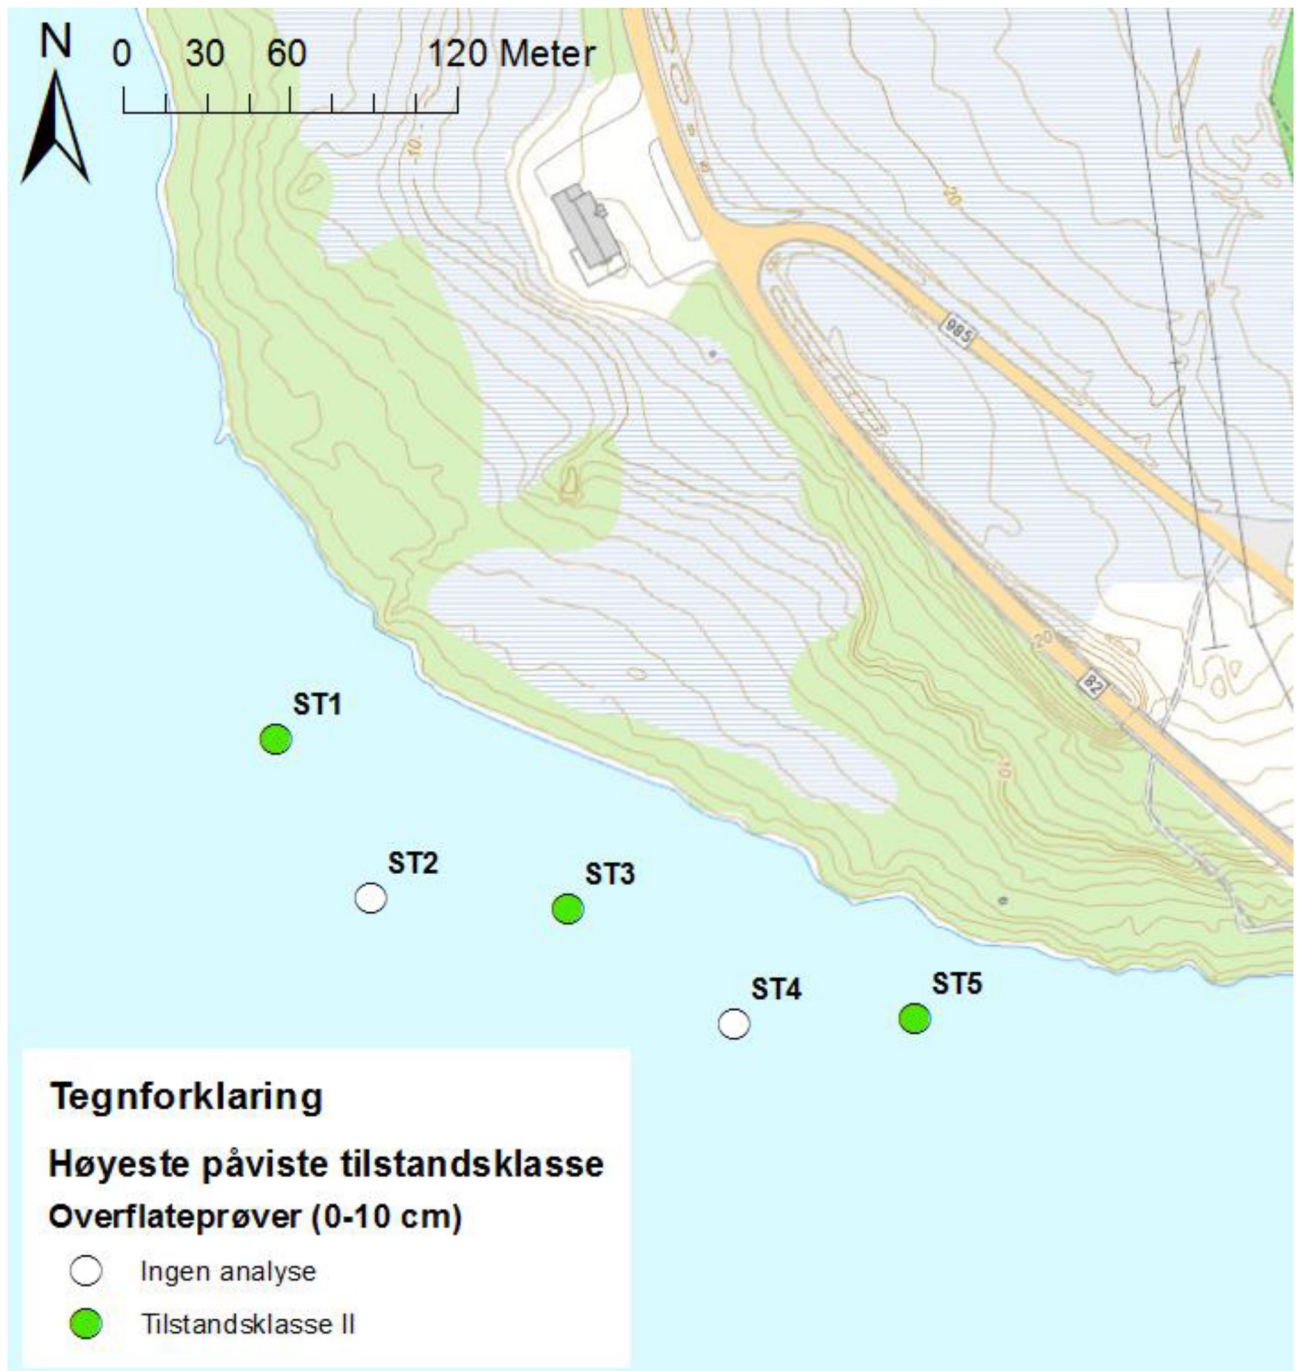 N
0 30 60 120 Meter
10
20
985
20
82
10
ST1
ST2
ST3
ST4
ST5
Tegnforklaring
Høyeste påviste tilstandsklasse
Overflateprøver (0-10 cm)
Ingen analyse
Tilstandsklasse II